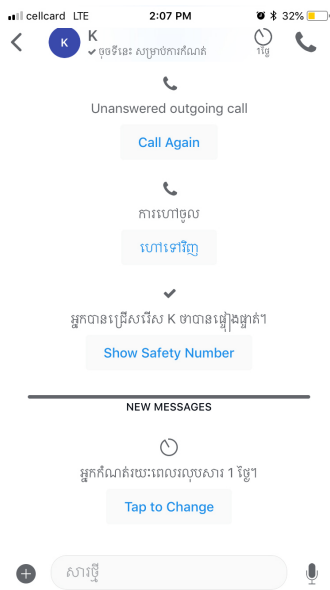 cellcard LTE 2:07 PM 32%
K
K
ចុចទីនេះ សម្រាប់ការកំណត់
1ថ្ងៃ
Unanswered outgoing call
Call Again
ការហៅចូល
ហៅទៅវិញ
អ្នកបានជ្រើសរើស K ថាបានផ្ទៀងផ្ទាត់។
Show Safety Number
NEW MESSAGES
អ្នកកំណត់រយៈពេលរលុបសារ 1 ថ្ងៃ។
Tap to Change
សារថ្មី